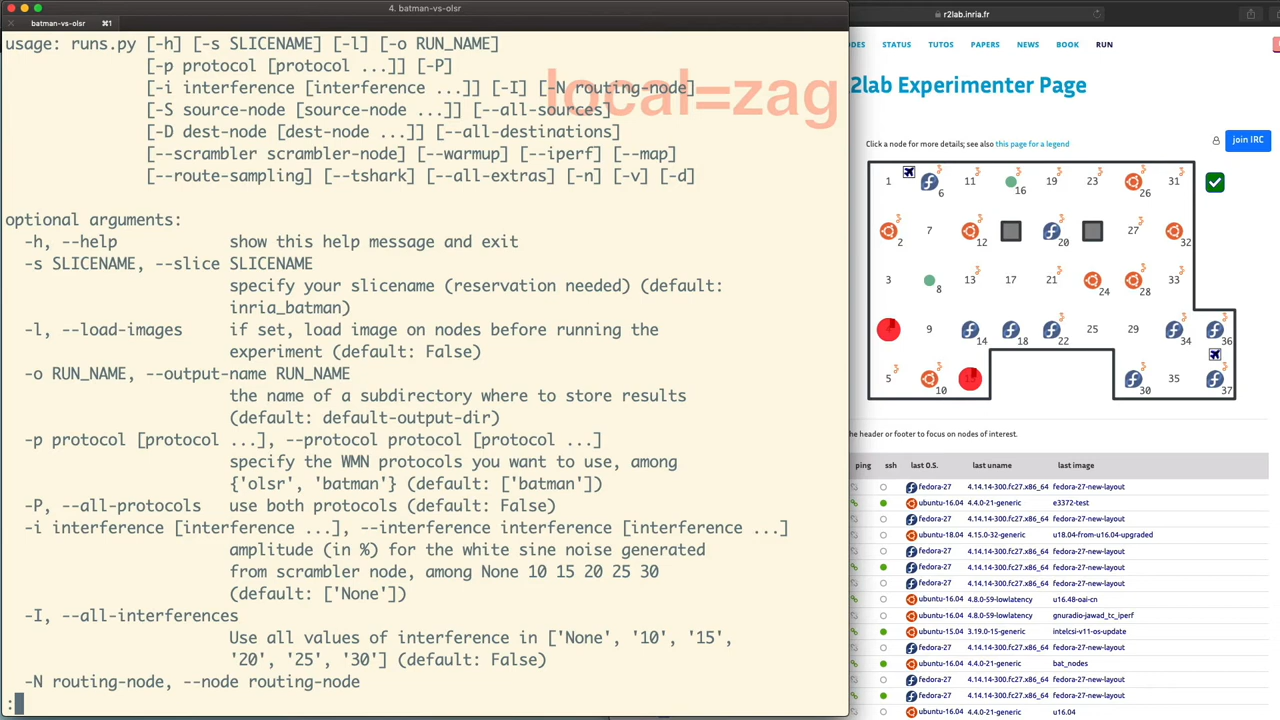 4. batman-vs-olsr
batman-vs-olsr ⌘1
usage: runs.py [-h] [-s SLICENAME] [-l] [-o RUN_NAME]
[-p protocol [protocol ...]] [-P]
[-i interference [interference ...]] [-I] [-N routing-node]
[-S source-node [source-node ...]] [--all-sources]
[-D dest-node [dest-node ...]] [--all-destinations]
[--scrambler scrambler-node] [--warmup] [--iperf] [--map]
[--route-sampling] [--tshark] [--all-extras] [-n] [-v] [-d]
local=zag
optional arguments:
-h, --help show this help message and exit
-s SLICENAME, --slice SLICENAME
specify your slicename (reservation needed) (default:
inria_batman)
-l, --load-images if set, load image on nodes before running the
experiment (default: False)
-o RUN_NAME, --output-name RUN_NAME
the name of a subdirectory where to store results
(default: default-output-dir)
-p protocol [protocol ...], --protocol protocol [protocol ...]
specify the WMN protocols you want to use, among
{'olsr', 'batman'} (default: ['batman'])
-P, --all-protocols use both protocols (default: False)
-i interference [interference ...], --interference interference [interference ...]
amplitude (in %) for the white sine noise generated
from scrambler node, among None 10 15 20 25 30
(default: ['None'])
-I, --all-interferences
Use all values of interference in ['None', '10', '15',
'20', '25', '30'] (default: False)
-N routing-node, --node routing-node
:
r2lab.inria.fr
DES STATUS TUTOS PAPERS NEWS BOOK RUN
2lab Experimenter Page
Click a node for more details; see also this page for a legend
join IRC
1 6 11 16 19 23 26 31
2 7 12 20 27 32
3 8 13 17 21 24 28 33
9 14 18 22 25 29 34 36
5 10 30 35 37
he header or footer to focus on nodes of interest.
ping ssh last O.S. last uname last image
fedora-27 4.14.14-300.fc27.x86_64 fedora-27-new-layout
ubuntu-16.04 4.4.0-21-generic e3372-test
fedora-27 4.14.14-300.fc27.x86_64 fedora-27-new-layout
ubuntu-18.04 4.15.0-32-generic u18.04-from-u16.04-upgraded
fedora-27 4.14.14-300.fc27.x86_64 fedora-27-new-layout
fedora-27 4.14.14-300.fc27.x86_64 fedora-27-new-layout
fedora-27 4.14.14-300.fc27.x86_64 fedora-27-new-layout
ubuntu-16.04 4.8.0-59-lowlatency u16.48-oai-cn
ubuntu-16.04 4.8.0-59-lowlatency gnuradio-jawad_tc_iperf
ubuntu-15.04 3.19.0-15-generic intelcsi-v11-os-update
fedora-27 4.14.14-300.fc27.x86_64 fedora-27-new-layout
ubuntu-16.04 4.4.0-21-generic bat_nodes
fedora-27 4.14.14-300.fc27.x86_64 fedora-27-new-layout
fedora-27 4.14.14-300.fc27.x86_64 fedora-27-new-layout
ubuntu-16.04 4.4.0-21-generic u16.04